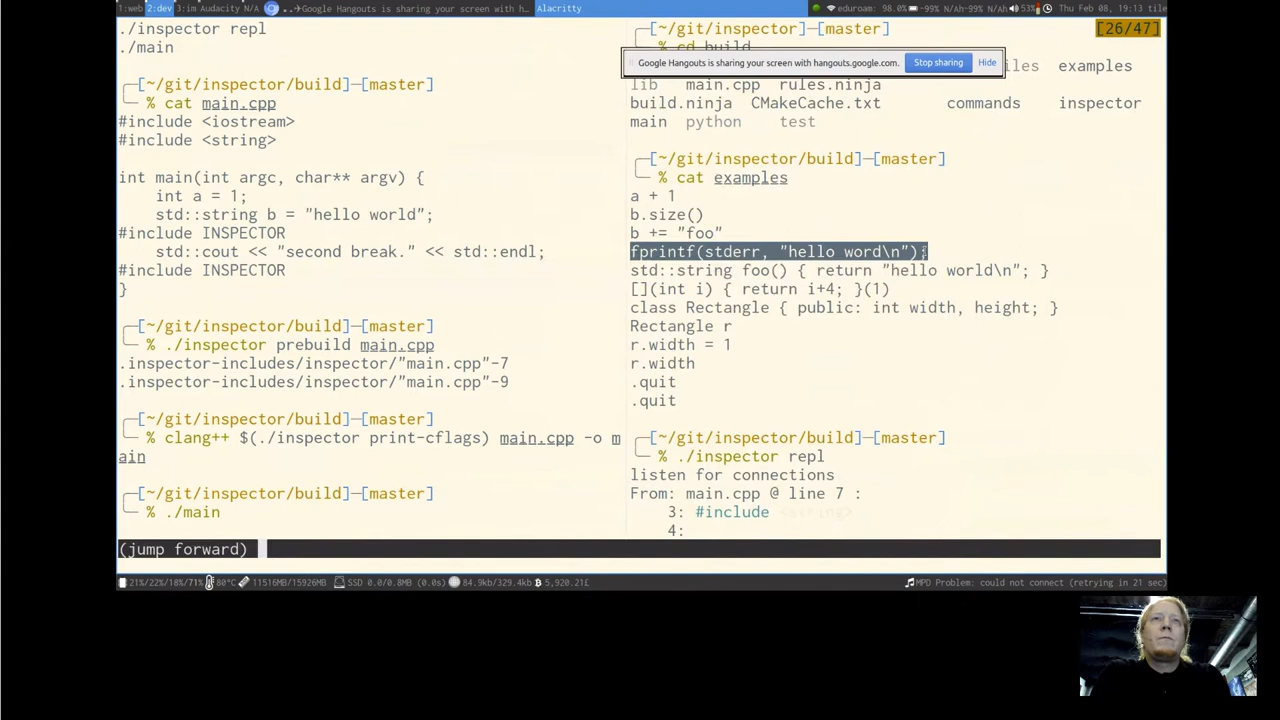 1:web 2:dev 3:im Audacity N/A ..✈Google Hangouts is sharing your screen with h… Alacritty eduroam: 98.0% -99% N/Ah-99% N/Ah 53% Thu Feb 08, 19:13 tile
./inspector repl
./main
╭─[~/git/inspector/build]─[master]
╰─ % cat main.cpp
#include <iostream>
#include <string>
int main(int argc, char** argv) {
int a = 1;
std::string b = "hello world";
#include INSPECTOR
std::cout << "second break." << std::endl;
#include INSPECTOR
}
╭─[~/git/inspector/build]─[master]
╰─ % ./inspector prebuild main.cpp
.inspector-includes/inspector/"main.cpp"-7
.inspector-includes/inspector/"main.cpp"-9
╭─[~/git/inspector/build]─[master]
╰─ % clang++ $(./inspector print-cflags) main.cpp -o m
ain
╭─[~/git/inspector/build]─[master]
╰─ % ./main
╭─[~/git/inspector]─[master]
[26/47]
╰─ % cd build
Google Hangouts is sharing your screen with hangouts.google.com. Stop sharing Hide
iles examples
lib main.cpp rules.ninja
build.ninja CMakeCache.txt commands inspector
main python test
╭─[~/git/inspector/build]─[master]
╰─ % cat examples
a + 1
b.size()
b += "foo"
fprintf(stderr, "hello word\n");
std::string foo() { return "hello world\n"; }
[](int i) { return i+4; }(1)
class Rectangle { public: int width, height; }
Rectangle r
r.width = 1
r.width
.quit
.quit
╭─[~/git/inspector/build]─[master]
╰─ % ./inspector repl
listen for connections
From: main.cpp @ line 7 :
3: #include <string>
4:
(jump forward)
21%/22%/18%/71% 80°C 11516MB/15926MB SSD 0.0/0.8MB (0.0s) 84.9kb/329.4kb 5,920.21£ MPD Problem: could not connect (retrying in 21 sec)